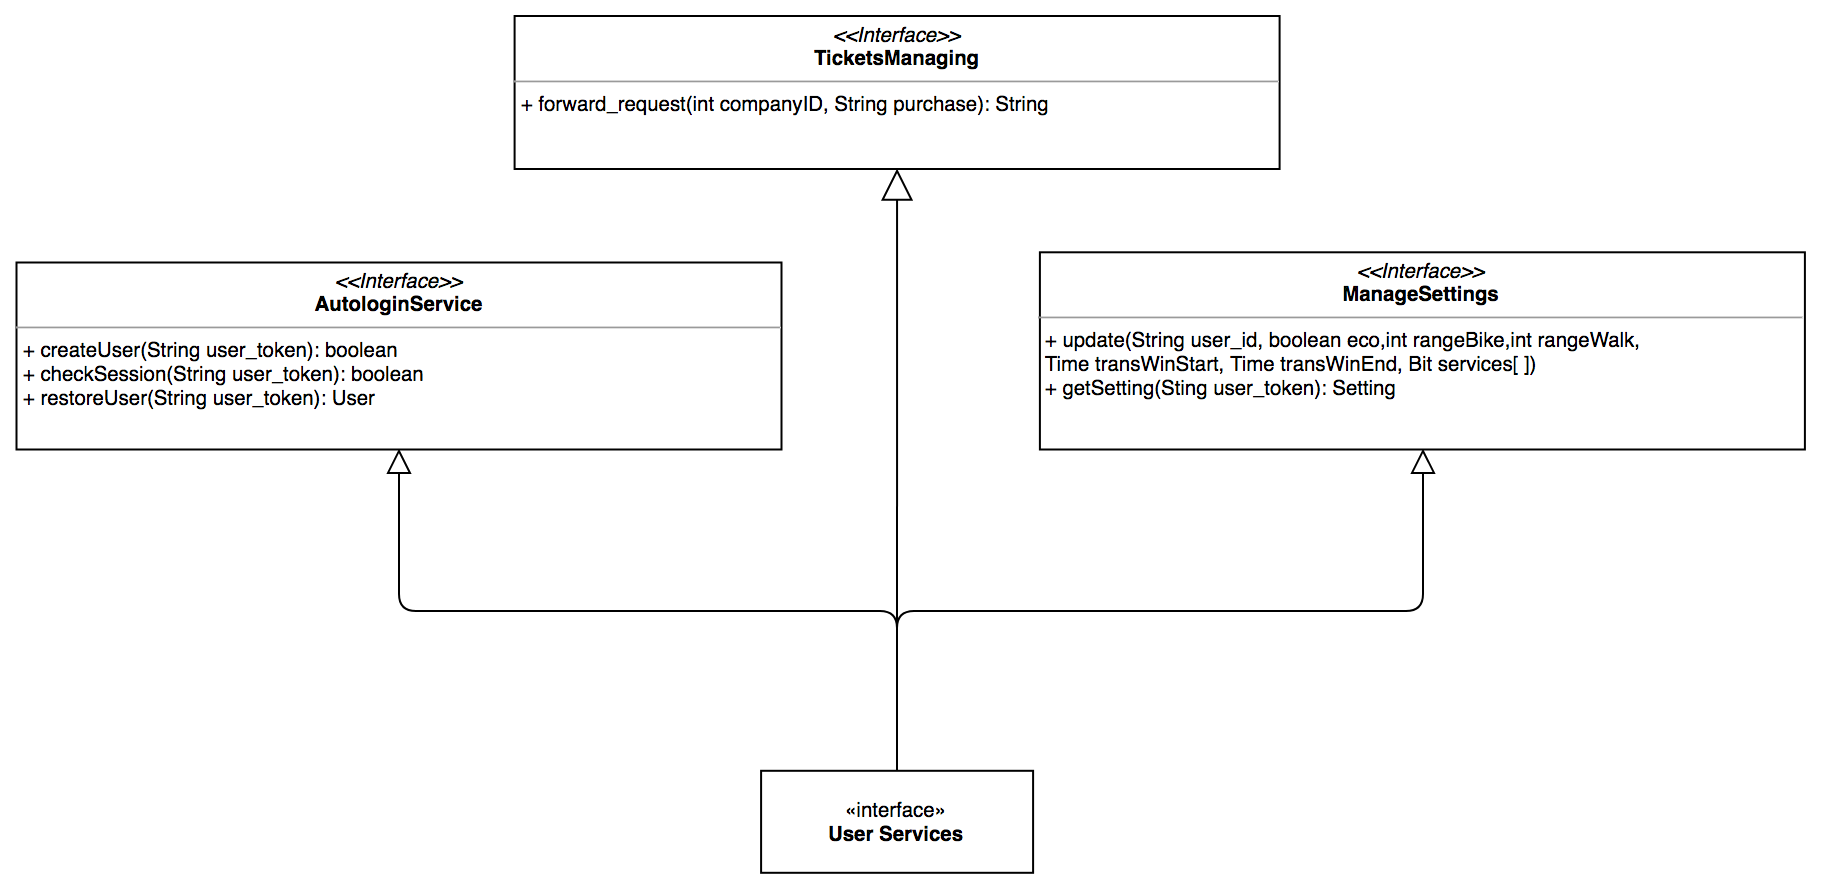 <<Interface>>
TicketsManaging
+ forward_request(int companyID, String purchase): String
<<Interface>>
AutologinService
+ createUser(String user_token): boolean
+ checkSession(String user_token): boolean
+ restoreUser(String user_token): User
<<Interface>>
ManageSettings
+ update(String user_id, boolean eco,int rangeBike,int rangeWalk,
Time transWinStart, Time transWinEnd, Bit services[ ])
+ getSetting(Sting user_token): Setting
«interface»
User Services